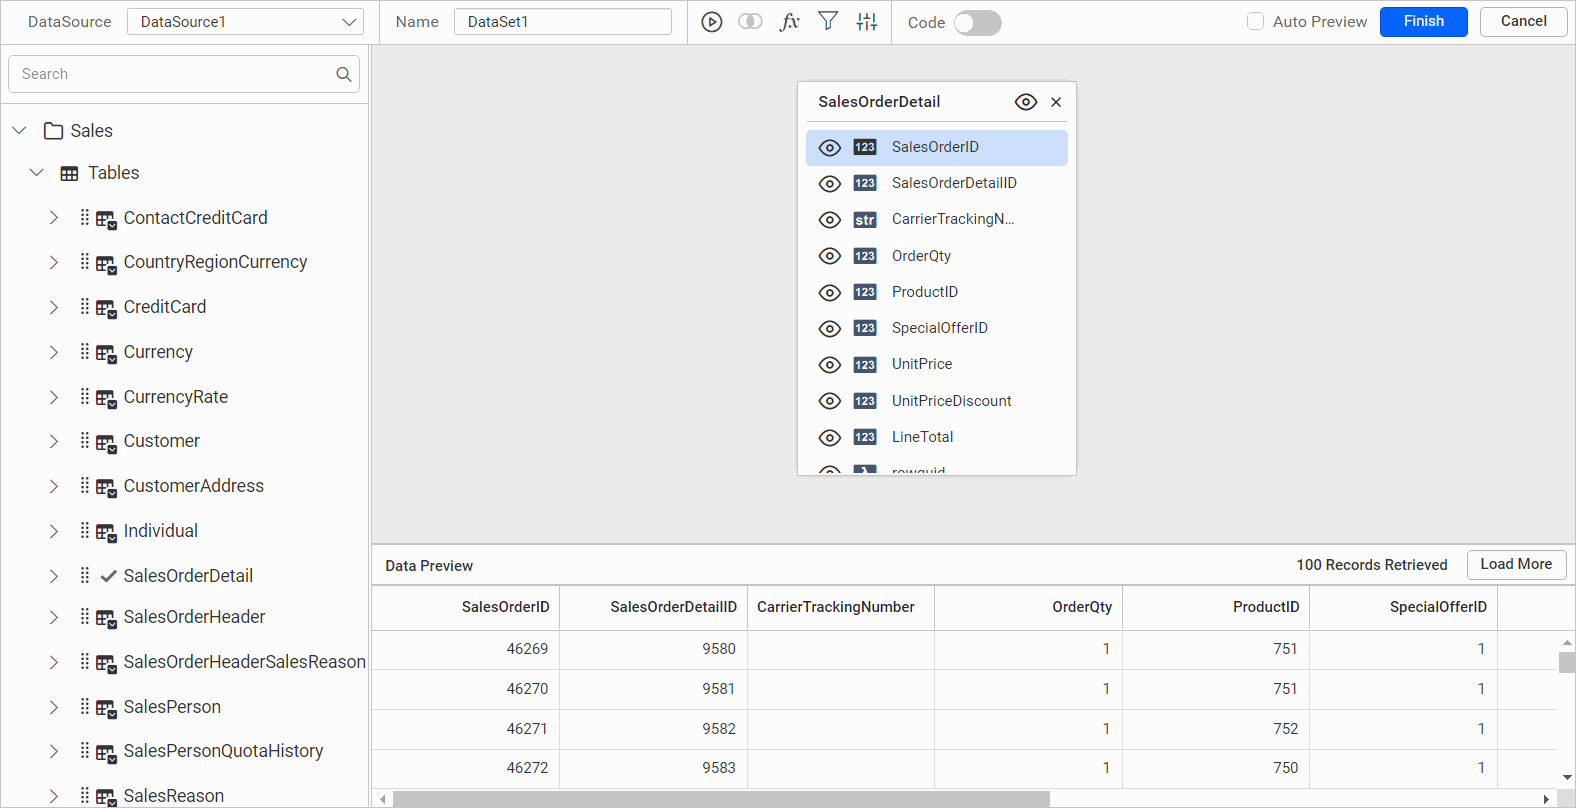 DataSource DataSource1 Name DataSet1 fx Code Auto Preview Finish Cancel
Search
Sales
Tables
ContactCreditCard
CountryRegionCurrency
CreditCard
Currency
CurrencyRate
Customer
CustomerAddress
Individual
SalesOrderDetail
SalesOrderHeader
SalesOrderHeaderSalesReason
SalesPerson
SalesPersonQuotaHistory
SalesReason
SalesOrderDetail
123 SalesOrderID
123 SalesOrderDetailID
str CarrierTrackingN...
123 OrderQty
123 ProductID
123 SpecialOfferID
123 UnitPrice
123 UnitPriceDiscount
123 LineTotal
rowguid
Data Preview 100 Records Retrieved Load More
SalesOrderID SalesOrderDetailID CarrierTrackingNumber OrderQty ProductID SpecialOfferID
46269 9580 1 751 1
46270 9581 1 751 1
46271 9582 1 752 1
46272 9583 1 750 1